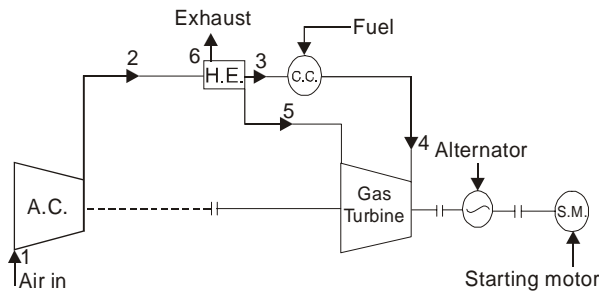 Exhaust
Fuel
2
6
H.E.
3
C.C.
5
4
Alternator
A.C.
Gas
Turbine
S.M.
1
Air in
Starting motor